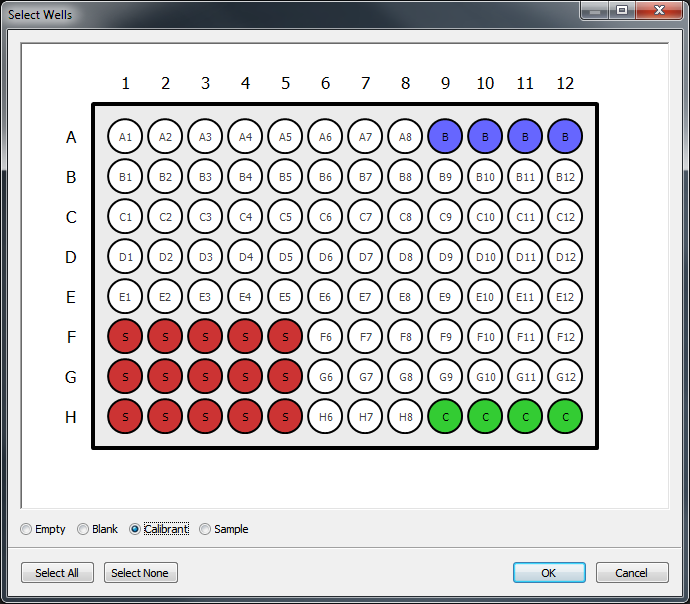 Select Wells
1 2 3 4 5 6 7 8 9 10 11 12
A A1 A2 A3 A4 A5 A6 A7 A8 B B B B
B B1 B2 B3 B4 B5 B6 B7 B8 B9 B10 B11 B12
C C1 C2 C3 C4 C5 C6 C7 C8 C9 C10 C11 C12
D D1 D2 D3 D4 D5 D6 D7 D8 D9 D10 D11 D12
E E1 E2 E3 E4 E5 E6 E7 E8 E9 E10 E11 E12
F S S S S S F6 F7 F8 F9 F10 F11 F12
G S S S S S G6 G7 G8 G9 G10 G11 G12
H S S S S S H6 H7 H8 C C C C
Empty Blank Calibrant Sample
Select All Select None OK Cancel